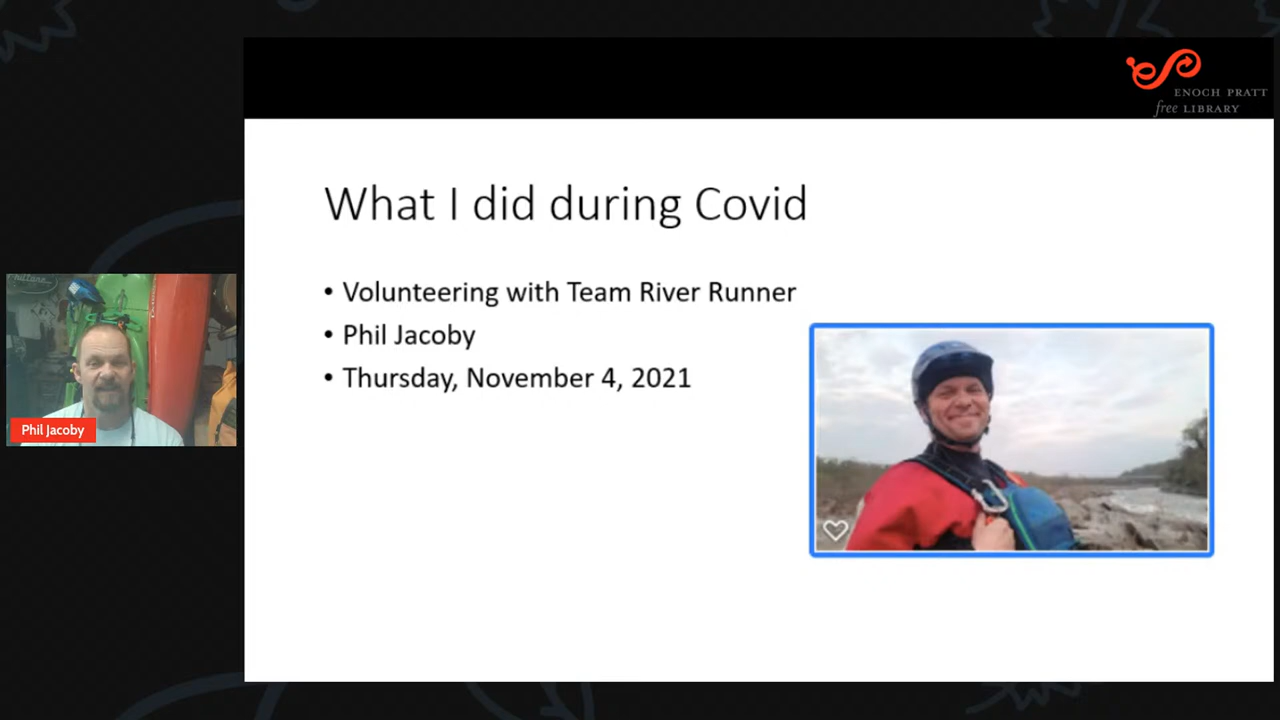 ENOCH PRATT
free LIBRARY
What I did during Covid
• Volunteering with Team River Runner
• Phil Jacoby
• Thursday, November 4, 2021
Phil Jacoby